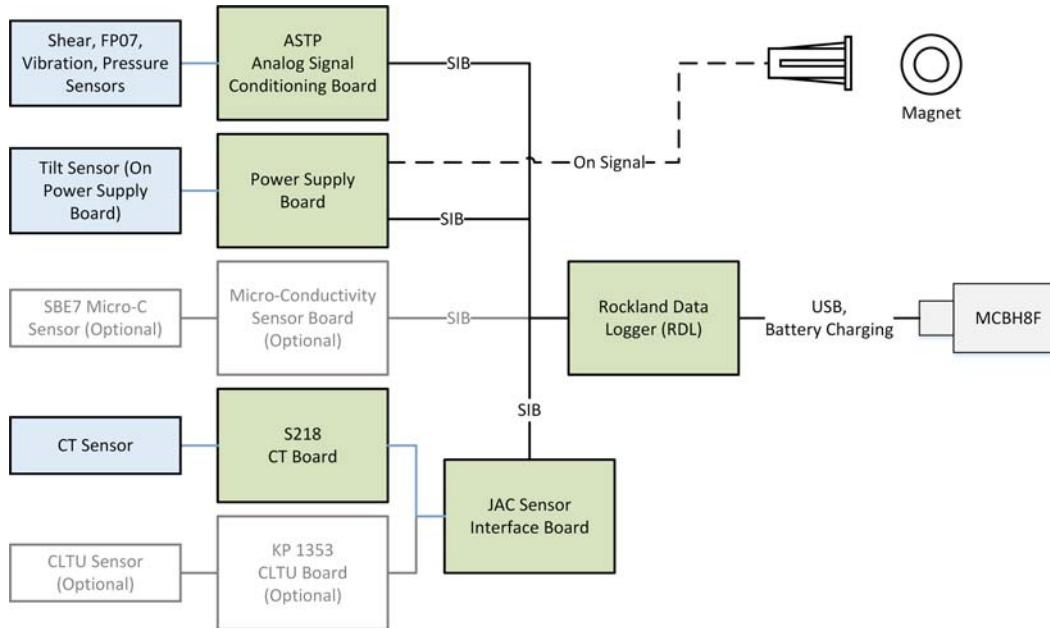 Shear, FP07,
Vibration, Pressure
Sensors
ASTP
Analog Signal
Conditioning Board
SIB
Magnet
Tilt Sensor (On
Power Supply
Board)
Power Supply
Board
On Signal
SIB
SBE7 Micro-C
Sensor (Optional)
Micro-Conductivity
Sensor Board
(Optional)
SIB
Rockland Data
Logger (RDL)
USB,
Battery Charging
MCBH8F
SIB
CT Sensor
S218
CT Board
JAC Sensor
Interface Board
CLTU Sensor
(Optional)
KP 1353
CLTU Board
(Optional)